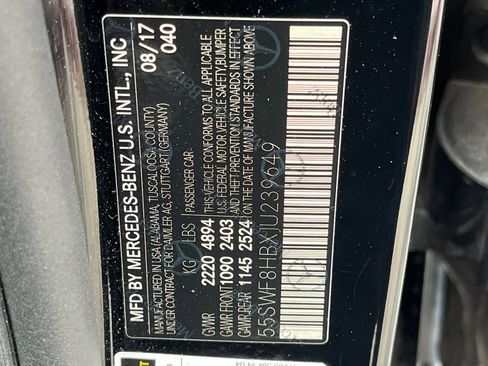 MFD BY MERCEDES-BENZ U.S. INTL., INC 08/17
MANUFACTURED IN USA (ALABAMA, TUSCALOOSA, COUNTY) 040
FOR DAIMLER AG, STUTTGART (GERMANY)
PASSENGER CAR
KG LBS
GVWR 2220 4894
GAWR FRONT 1090 2403
GAWR REAR 1145 2524
THIS VEHICLE CONFORMS TO ALL APPLICABLE
U.S. FEDERAL MOTOR VEHICLE SAFETY/BUMPER
AND THEFT PREVENTION STANDARDS IN EFFECT
ON THE DATE OF MANUFACTURE SHOWN ABOVE
55SWF8HBX1U239649